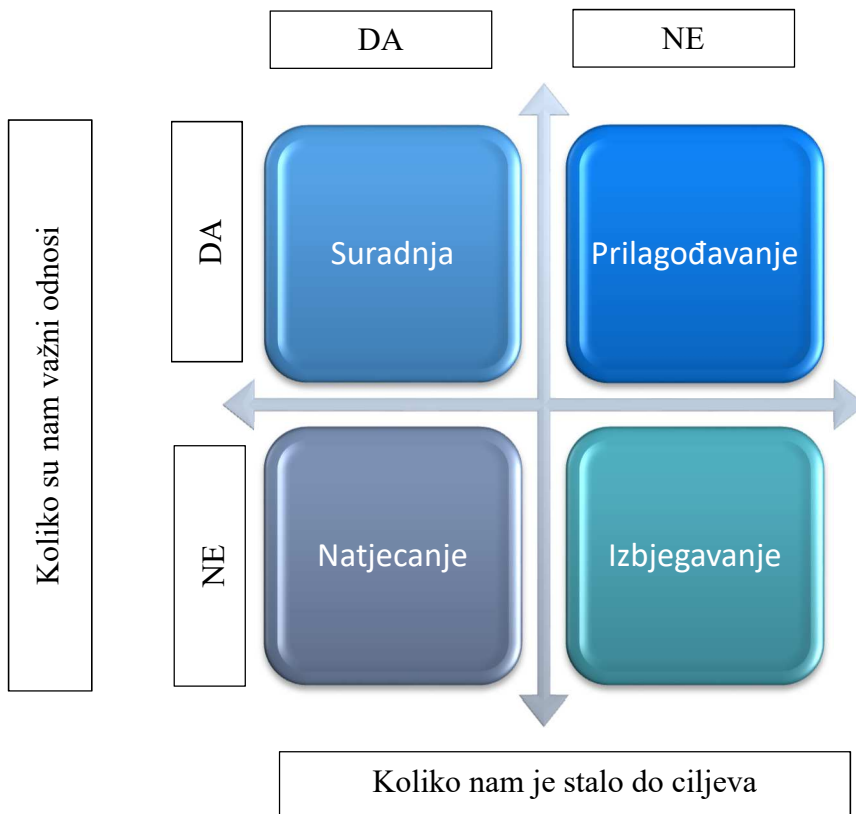 DA
NE
Koliko su nam važni odnosi
DA
Suradnja
Prilagođavanje
NE
Natjecanje
Izbjegavanje
Koliko nam je stalo do ciljeva